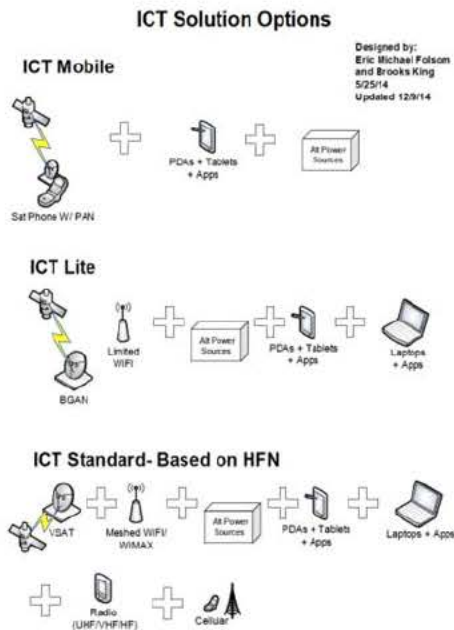 ICT Solution Options
Designed by:
Eric Michael Folsom
and Brooks King
5/25/14
Updated 12/9/14
ICT Mobile
Sat Phone W/ PAN
PDAs + Tablets
+ Apps
Alt Power
Sources
ICT Lite
BGAN
Limited
WIFI
Alt Power
Sources
PDAs + Tablets
+ Apps
Laptops
+ Apps
ICT Standard- Based on HFN
VSAT
Meshed WIFI/
WIMAX
Alt Power
Sources
PDAs + Tablets
+ Apps
Laptops + Apps
Radio
(UHF/VHF/HF)
Celluar